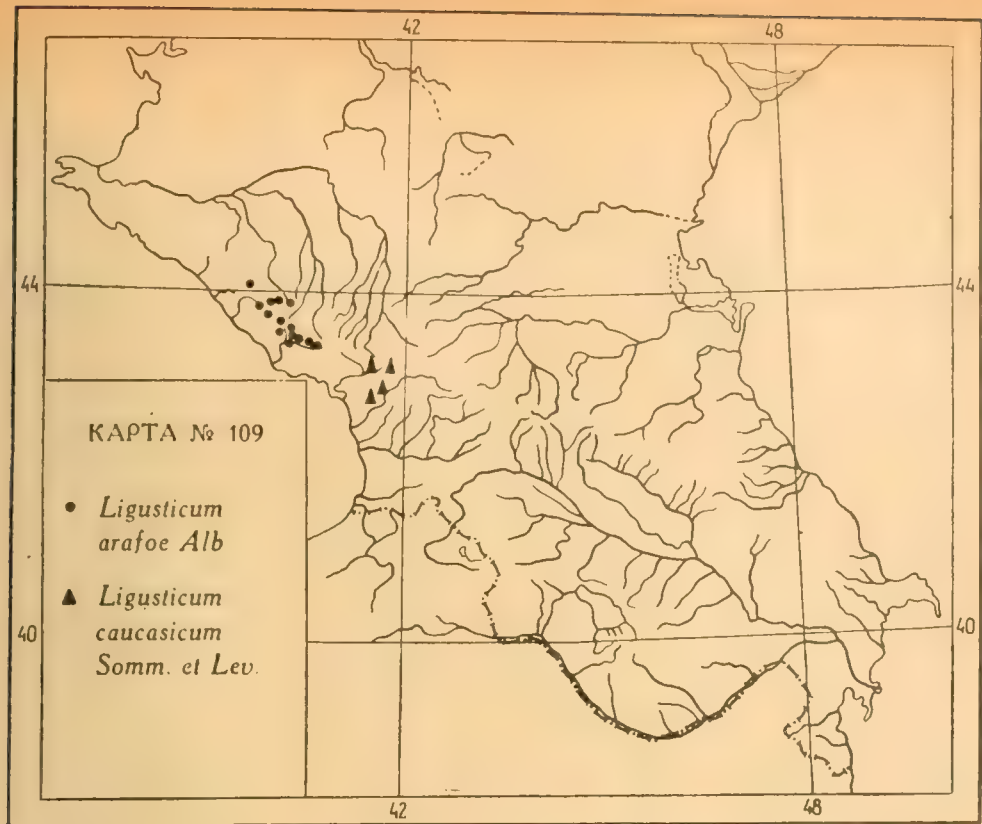 42 48
44 44
КАРТА № 109
Ligusticum
arafoe Alb
Ligusticum
caucasicum
Somm. et Lev.
40 40
42 48